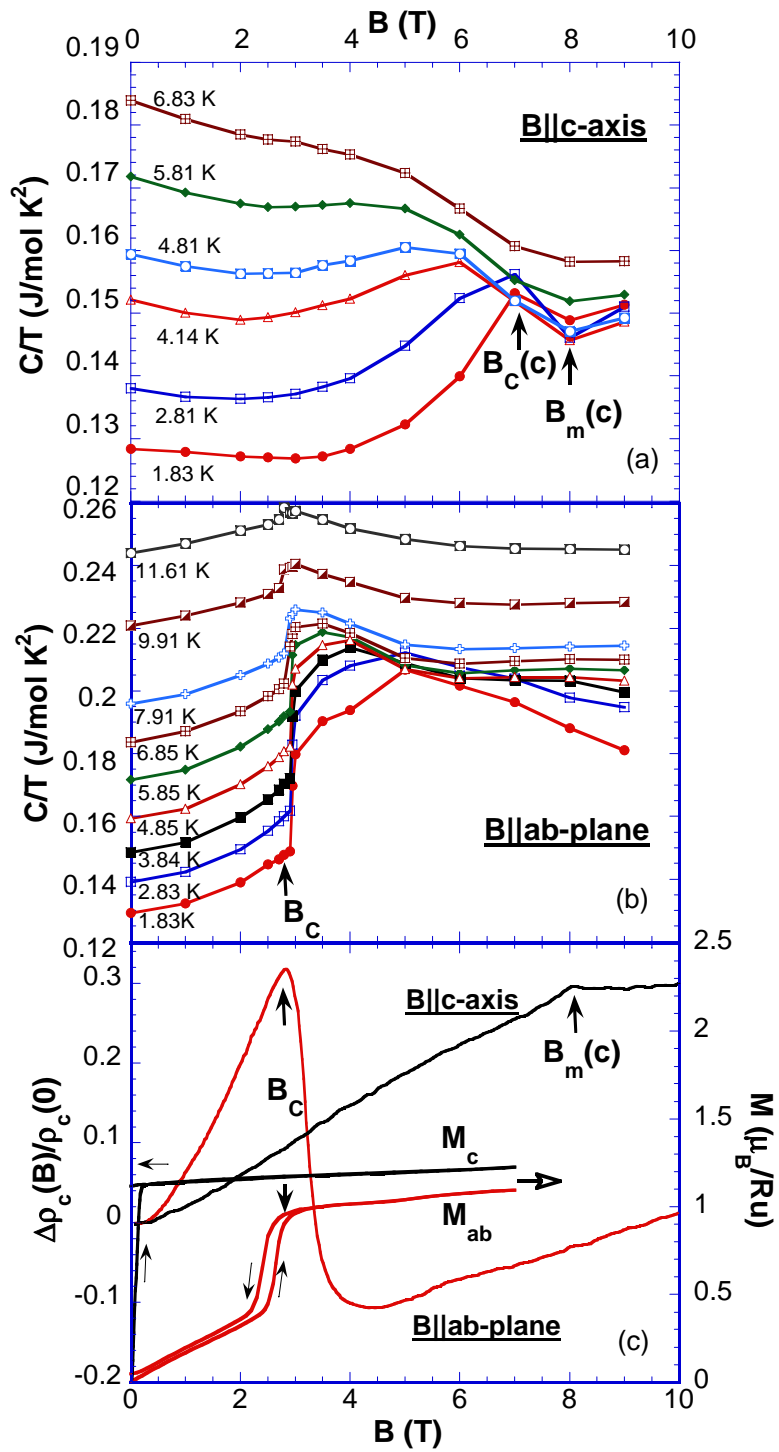 B (T)
0 2 4 6 8 10
0.19
0.18
0.17
0.16
0.15
0.14
0.13
0.12
C/T (J/mol K²)
6.83 K
B||c-axis
5.81 K
4.81 K
4.14 K
2.81 K
1.83 K
B_C(c)
B_m(c)
(a)
0.26
0.24
0.22
0.2
0.18
0.16
0.14
0.12
C/T (J/mol K²)
11.61 K
9.91 K
7.91 K
6.85 K
5.85 K
4.85 K
3.84 K
2.83 K
1.83K
B||ab-plane
B_C
(b)
0.3
0.2
0.1
0
-0.1
-0.2
Δρ_c(B)/ρ_c(0)
B||c-axis
B_m(c)
B_C
M_c
M_ab
B||ab-plane
(c)
2.5
2
1.5
1
0.5
0
M (μ_B/Ru)
0 2 4 6 8 10
B (T)